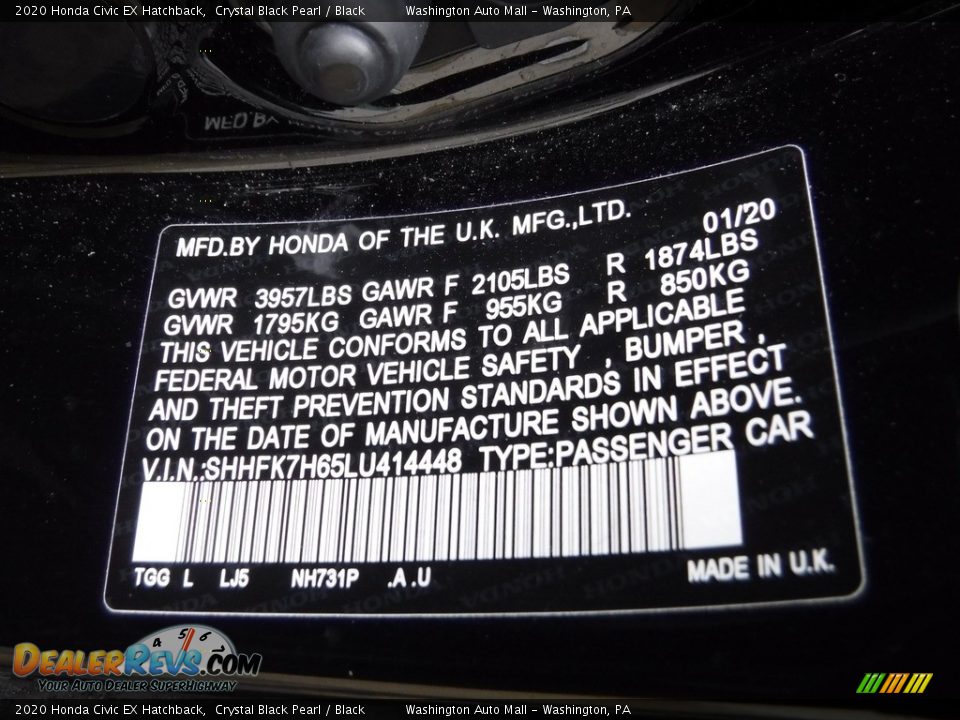 2020 Honda Civic EX Hatchback,  Crystal Black Pearl / Black        Washington Auto Mall - Washington, PA
MFD.BY HONDA OF THE U.K. MFG.,LTD.
01/20
GVWR 3957LBS GAWR F 2105LBS R 1874LBS
GVWR 1795KG GAWR F 955KG R 850KG
THIS VEHICLE CONFORMS TO ALL APPLICABLE
FEDERAL MOTOR VEHICLE SAFETY , BUMPER ,
AND THEFT PREVENTION STANDARDS IN EFFECT
ON THE DATE OF MANUFACTURE SHOWN ABOVE.
V.I.N.:SHHFK7H65LU414448 TYPE:PASSENGER CAR
TGG L LJ5 NH731P .A .U
MADE IN U.K.
4 5 6
DEALERREVS.COM
YOUR AUTO DEALER SUPERHIGHWAY
2020 Honda Civic EX Hatchback,  Crystal Black Pearl / Black        Washington Auto Mall - Washington, PA